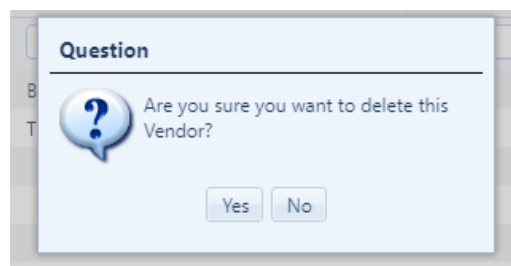 Question
Are you sure you want to delete this
Vendor?
Yes No
B
T